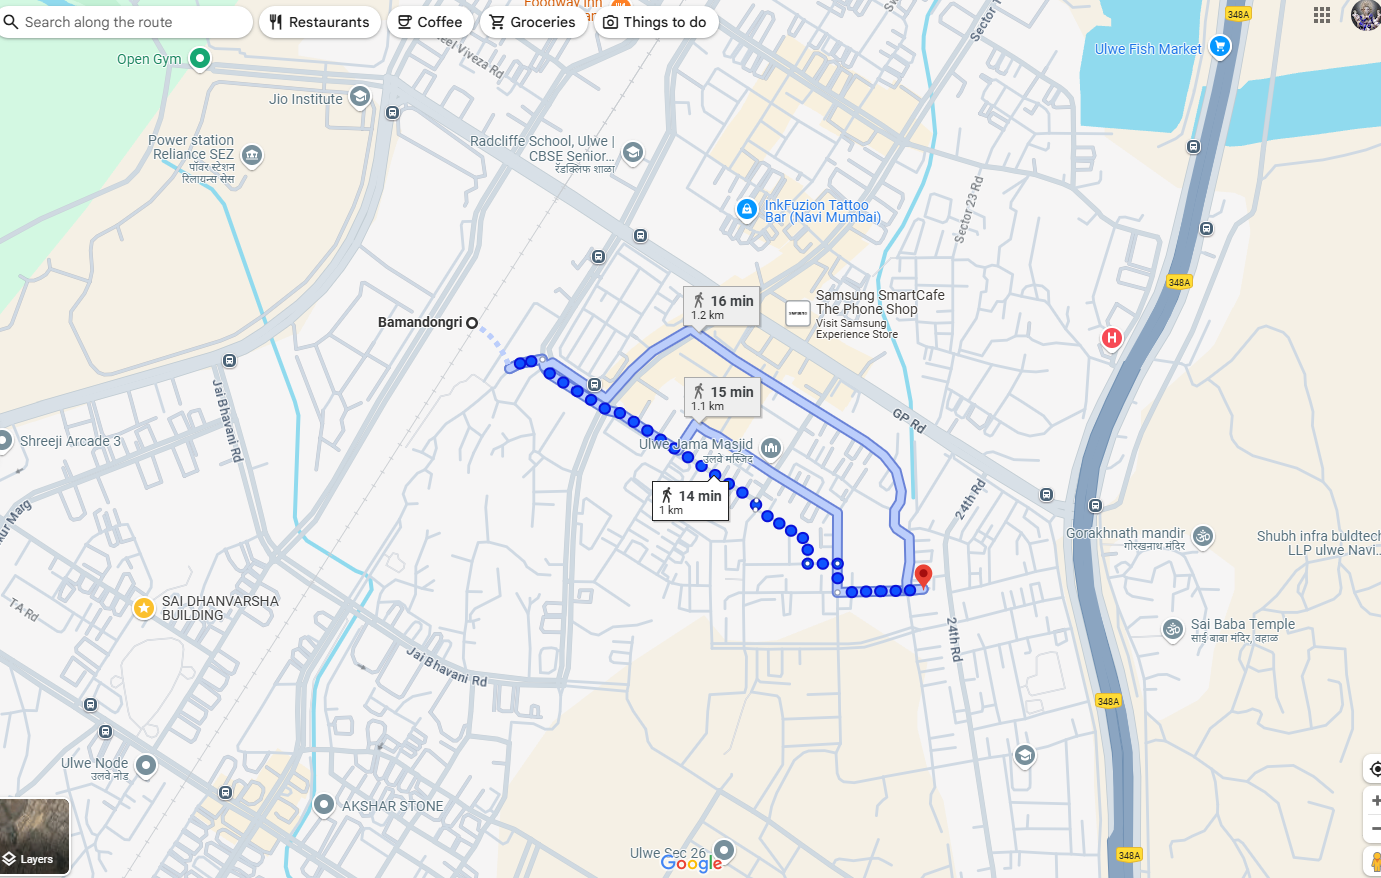 Search along the route
Restaurants
Coffee
Groceries
Things to do
Foodway Inn
348A
Ulwe Fish Market
Open Gym
Jio Institute
Power station
Reliance SEZ
पॉवर स्टेशन
रिलायन्स सेस
Radcliffe School, Ulwe |
CBSE Senior...
रॅडक्लिफ शाळा
InkFuzion Tattoo
Bar (Navi Mumbai)
Sector 23 Rd
348A
16 min
1.2 km
Samsung SmartCafe
The Phone Shop
Visit Samsung
Experience Store
SAMSUNG
Bamandongri
H
15 min
1.1 km
Jai Bhavani Rd
GP Rd
Shreeji Arcade 3
Ulwe Jama Masjid
उलवे मस्जिद
14 min
1 km
24th Rd
Gorakhnath mandir
गोरखनाथ मंदिर
Shubh infra buldtech
LLP ulwe Navi...
SAI DHANVARSHA
BUILDING
TA Rd
24th Rd
Sai Baba Temple
साई बाबा मंदिर, वहाळ
Jai Bhavani Rd
348A
Ulwe Node
उलवे नोड
AKSHAR STONE
Layers
Ulwe Sec 26
Google
348A